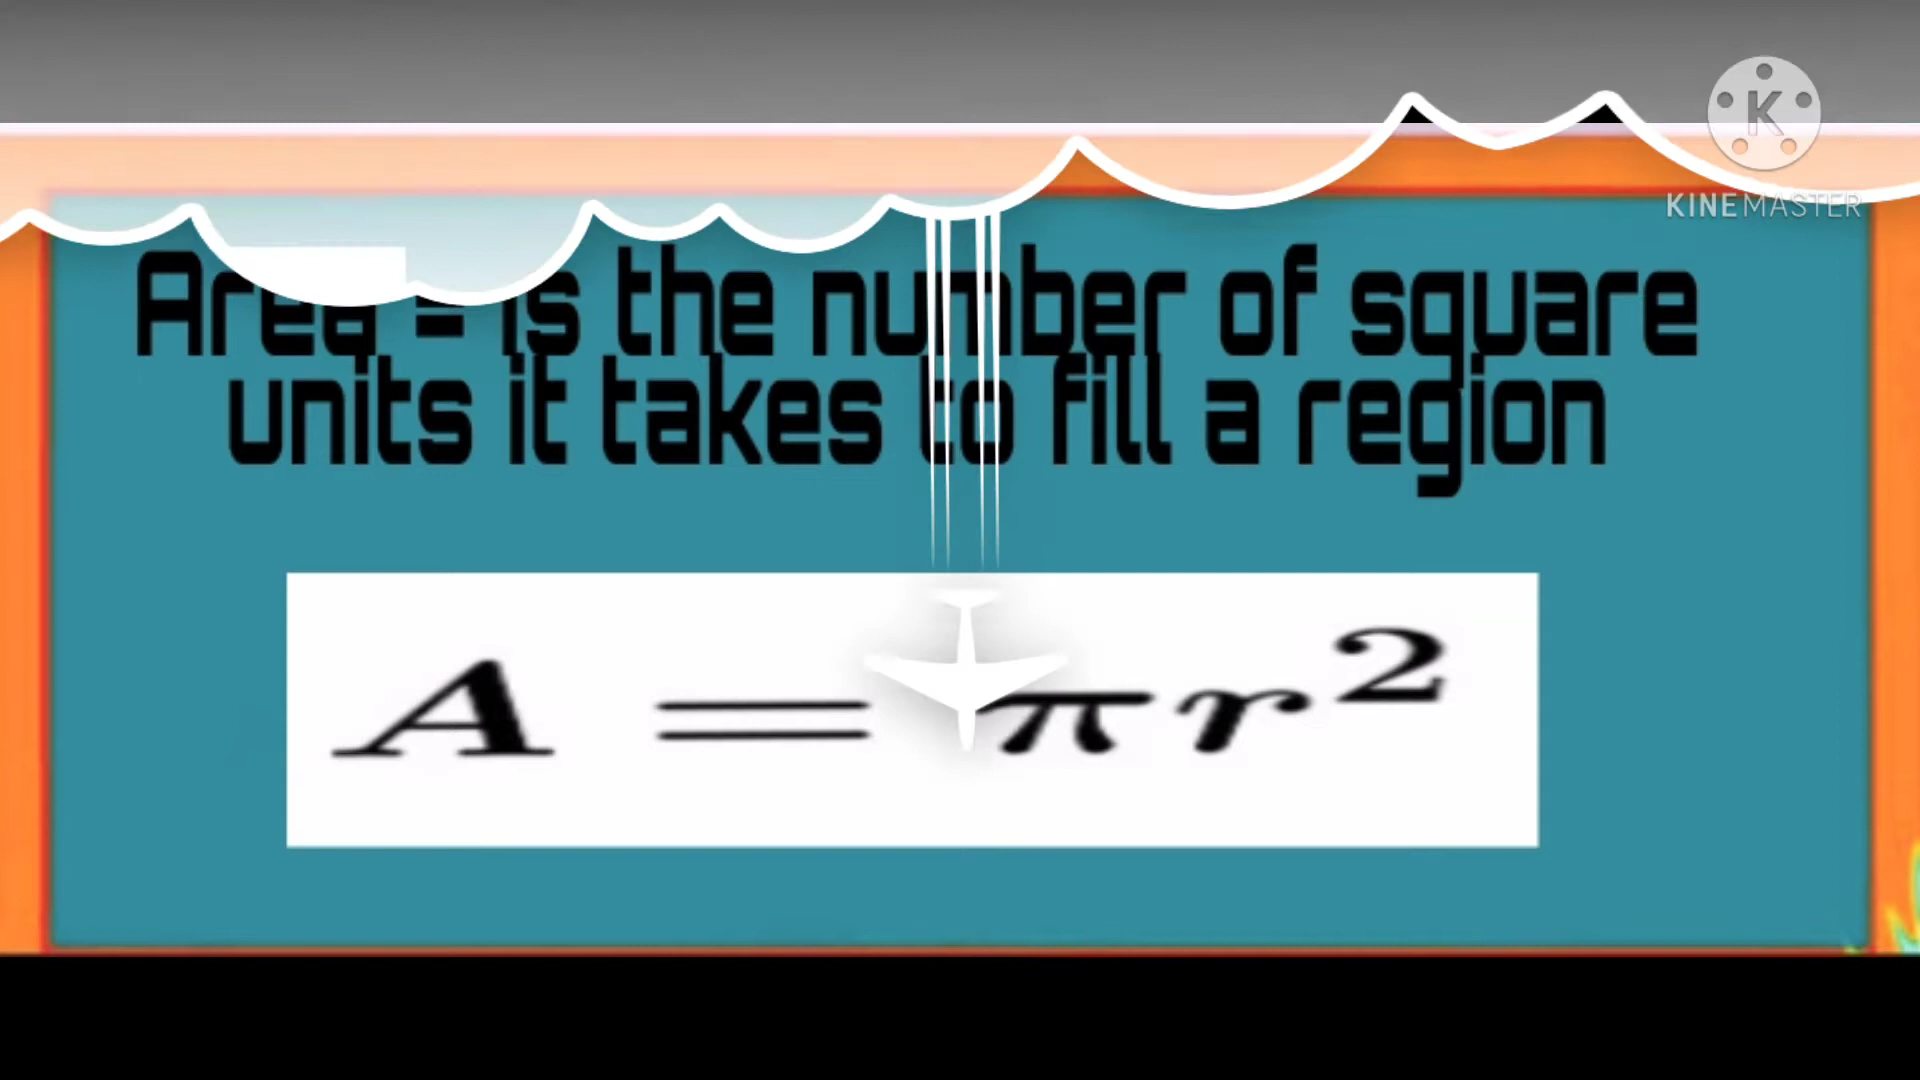 K
KINEMASTER
Area = is the number of square
units it takes to fill a region
A = πr²